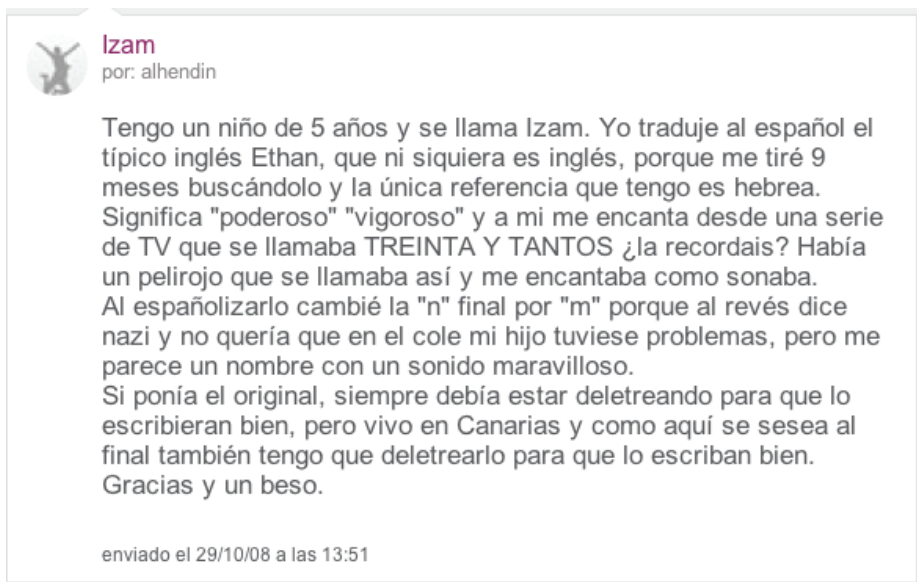 Izam
por: alhendin
Tengo un niño de 5 años y se llama Izam. Yo traduje al español el
típico inglés Ethan, que ni siquiera es inglés, porque me tiré 9
meses buscándolo y la única referencia que tengo es hebrea.
Significa "poderoso" "vigoroso" y a mi me encanta desde una serie
de TV que se llamaba TREINTA Y TANTOS ¿la recordais? Había
un pelirojo que se llamaba así y me encantaba como sonaba.
Al españolizarlo cambié la "n" final por "m" porque al revés dice
nazi y no quería que en el cole mi hijo tuviese problemas, pero me
parece un nombre con un sonido maravilloso.
Si ponía el original, siempre debía estar deletreando para que lo
escribieran bien, pero vivo en Canarias y como aquí se sesea al
final también tengo que deletrearlo para que lo escriban bien.
Gracias y un beso.
enviado el 29/10/08 a las 13:51